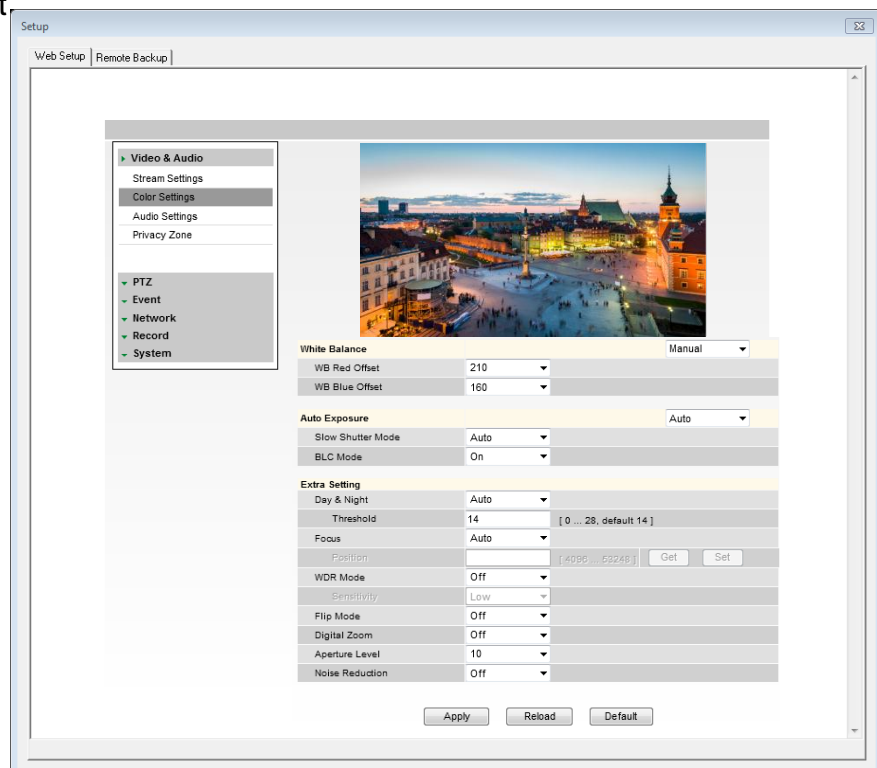 Setup
Web Setup Remote Backup
Video & Audio
Stream Settings
Color Settings
Audio Settings
Privacy Zone
PTZ
Event
Network
Record
System
White Balance Manual
WB Red Offset 210
WB Blue Offset 160
Auto Exposure Auto
Slow Shutter Mode Auto
BLC Mode On
Extra Setting
Day & Night Auto
Threshold 14 [ 0 ... 28, default 14 ]
Focus Auto
Position [ 4096 ... 53248 ] Get Set
WDR Mode Off
Sensitivity Low
Flip Mode Off
Digital Zoom Off
Aperture Level 10
Noise Reduction Off
Apply Reload Default